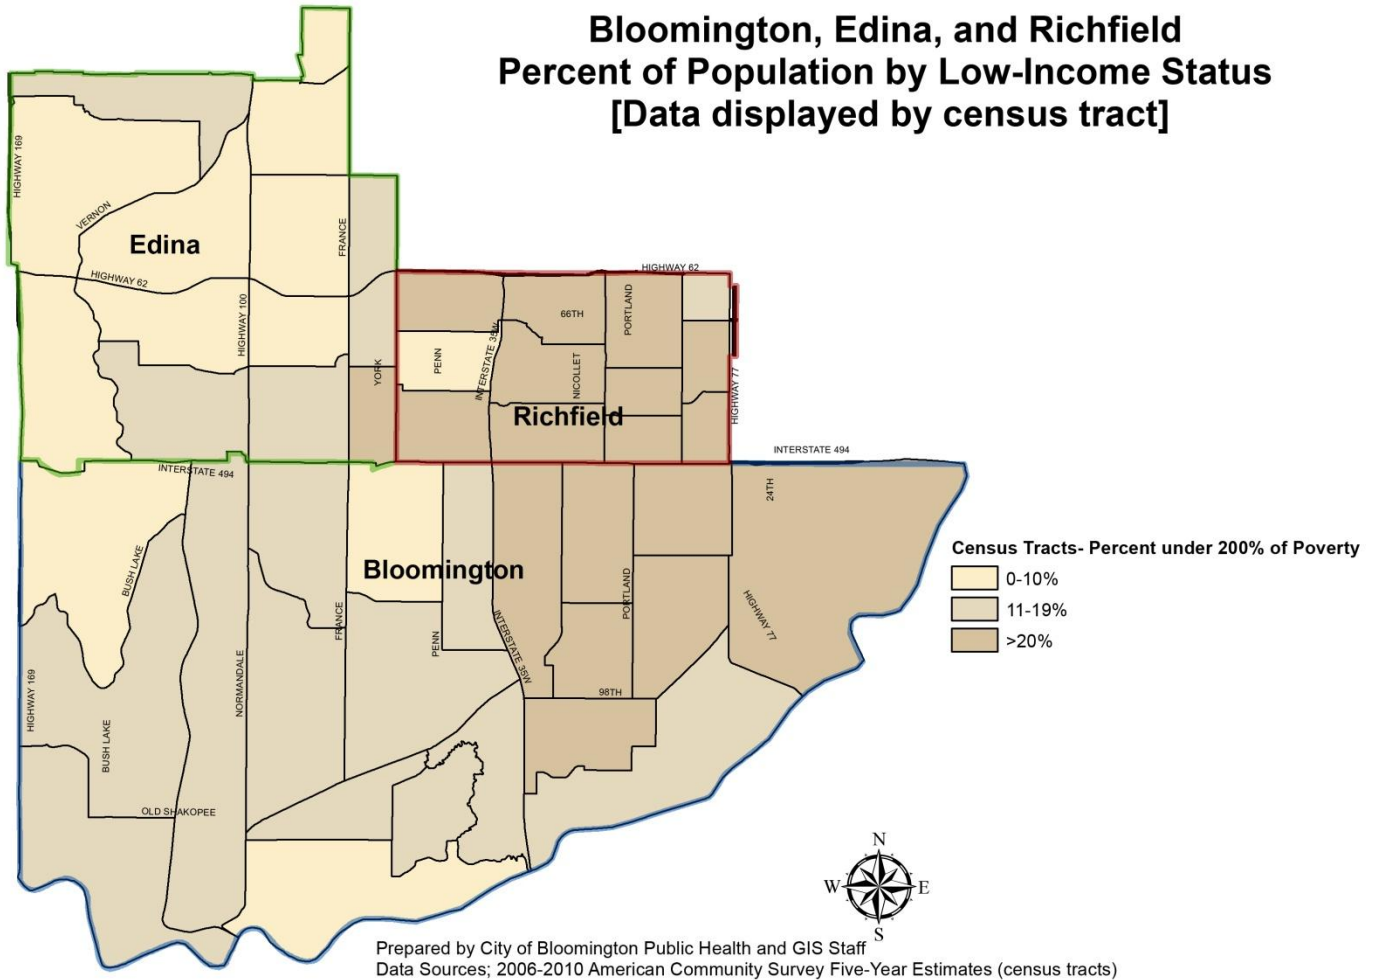 Bloomington, Edina, and Richfield
Percent of Population by Low-Income Status
[Data displayed by census tract]
HIGHWAY 169
VERNON
Edina
FRANCE
HIGHWAY 62
HIGHWAY 62
HIGHWAY 100
66TH
PORTLAND
PENN
INTERSTATE 35W
NICOLLET
YORK
HIGHWAY 77
Richfield
INTERSTATE 494
INTERSTATE 494
24TH
BUSH LAKE
Bloomington
FRANCE
PENN
INTERSTATE 35W
PORTLAND
HIGHWAY 77
HIGHWAY 169
NORMANDALE
98TH
BUSH LAKE
OLD SHAKOPEE
Census Tracts- Percent under 200% of Poverty
0-10%
11-19%
>20%
N
W E
S
Prepared by City of Bloomington Public Health and GIS Staff
Data Sources; 2006-2010 American Community Survey Five-Year Estimates (census tracts)